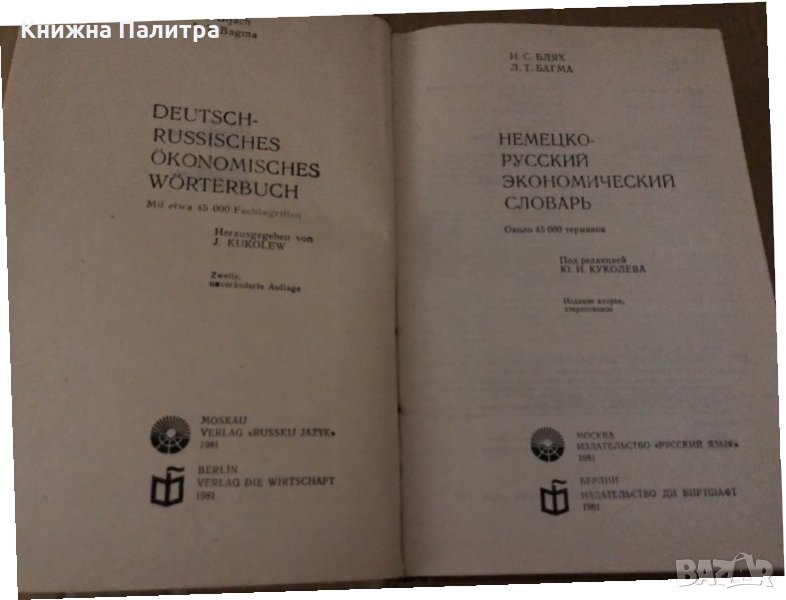 Книжна Палитра
Bagma
DEUTSCH-
RUSSISCHES
ÖKONOMISCHES
WÖRTERBUCH
Mit etwa 45 000 Fachbegriffen
Herausgegeben von
J. KUKOLEW
Zweite,
unveränderte Auflage
MOSKAU
VERLAG «RUSSKIJ JAZYK»
1981
BERLIN
VERLAG DIE WIRTSCHAFT
1981
И. С. БЛЯХ
Л. Т. БАГМА
НЕМЕЦКО-
РУССКИЙ
ЭКОНОМИЧЕСКИЙ
СЛОВАРЬ
Около 45 000 терминов
Под редакцией
Ю. И. КУКОЛЕВА
Издание второе,
стереотипное
МОСКВА
ИЗДАТЕЛЬСТВО «РУССКИЙ ЯЗЫК»
1981
БЕРЛИН
ИЗДАТЕЛЬСТВО ДИ ВИРТШАФТ
1981
BAZAR